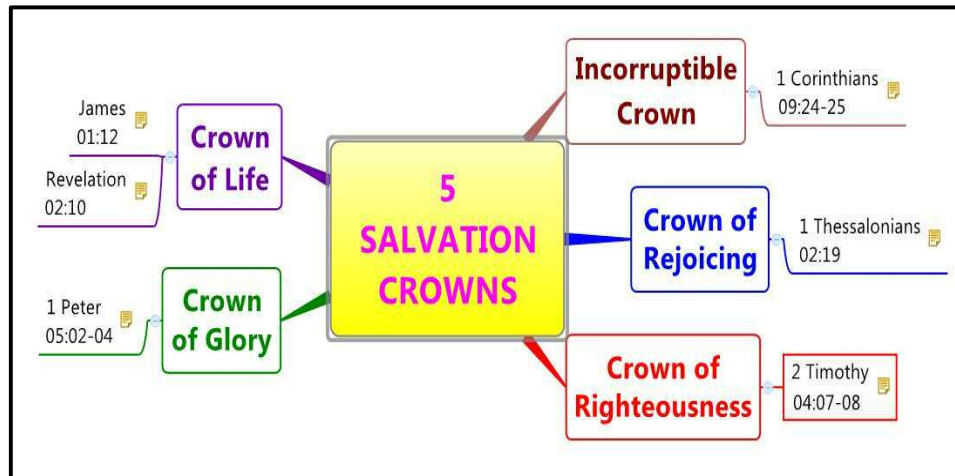 5
SALVATION
CROWNS
Incorruptible
Crown
1 Corinthians
09:24-25
Crown of
Rejoicing
1 Thessalonians
02:19
Crown of
Righteousness
2 Timothy
04:07-08
Crown
of Life
James
01:12
Revelation
02:10
Crown
of Glory
1 Peter
05:02-04